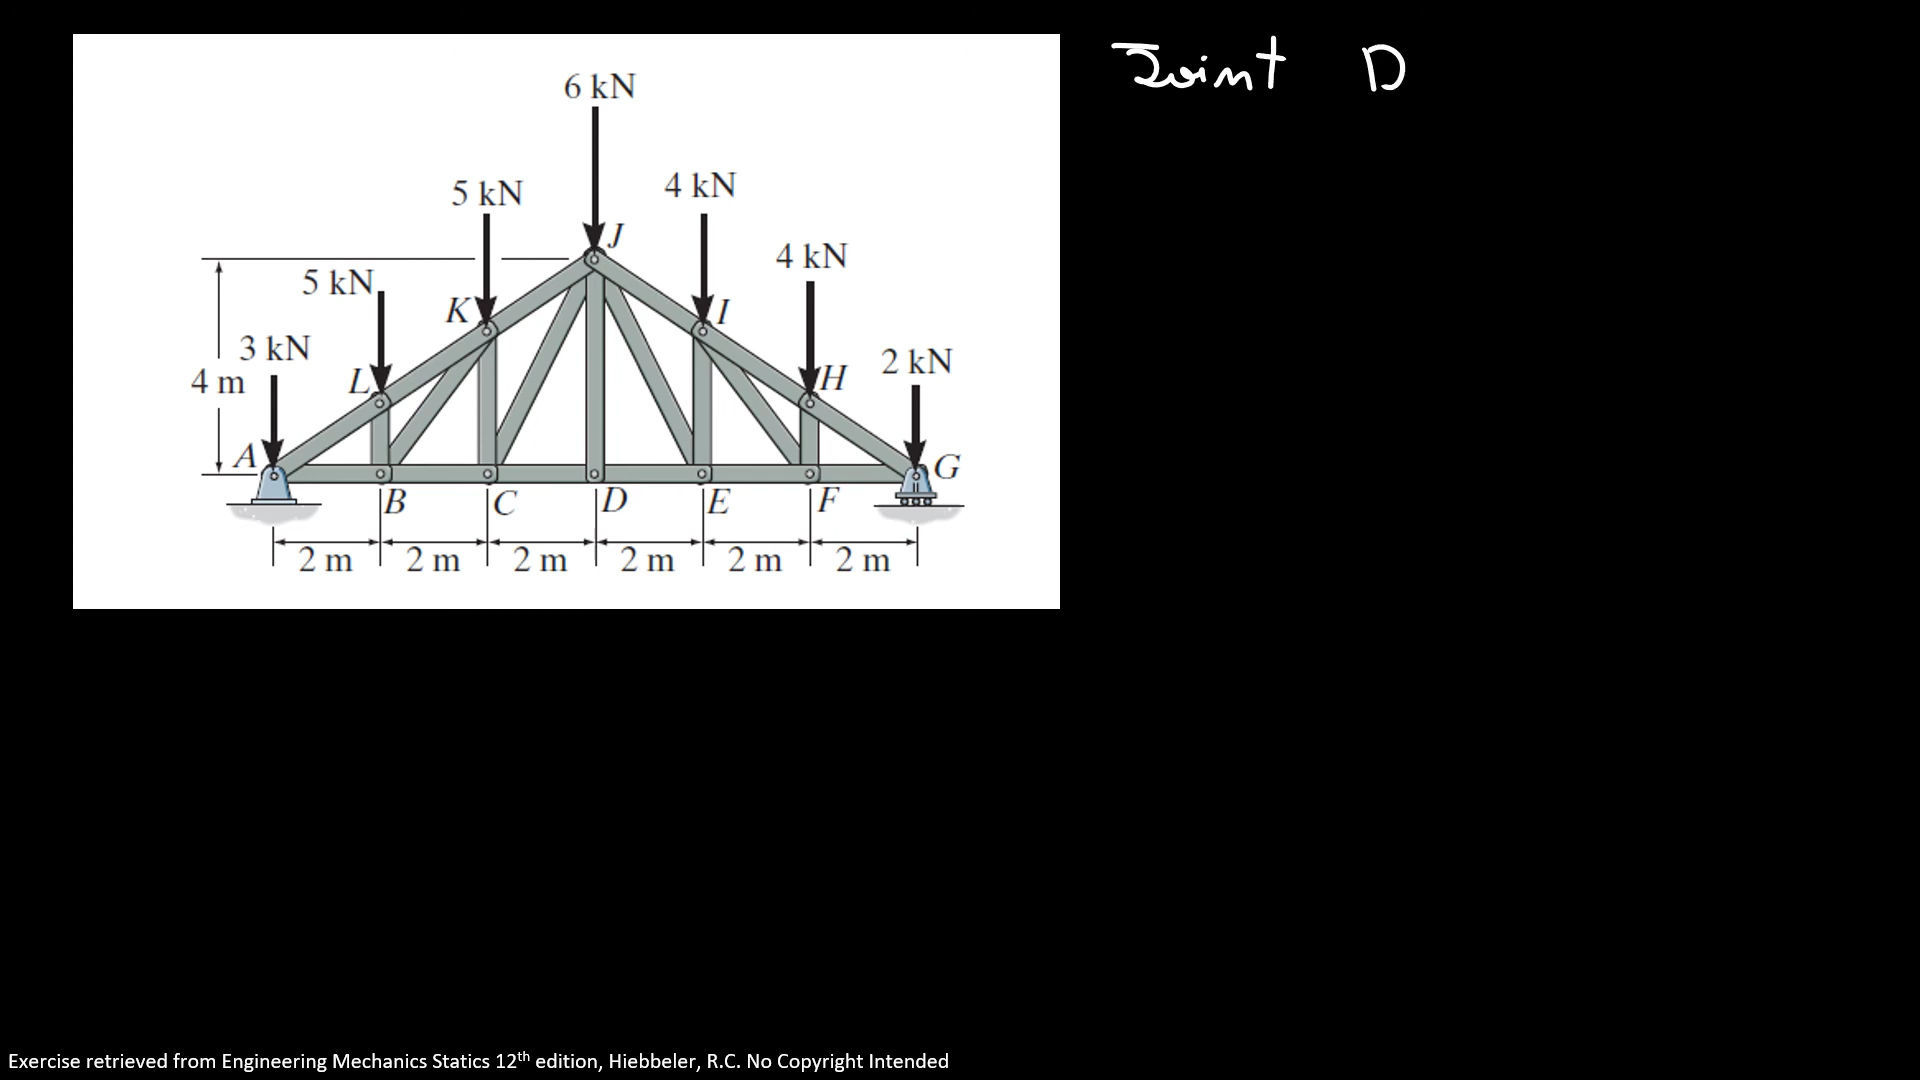 Joint D
6 kN
5 kN
4 kN
J
4 kN
5 kN
K
I
3 kN
2 kN
4 m
L
H
A
G
B
C
D
E
F
2 m
2 m
2 m
2 m
2 m
2 m
Exercise retrieved from Engineering Mechanics Statics 12th edition, Hiebbeler, R.C. No Copyright Intended